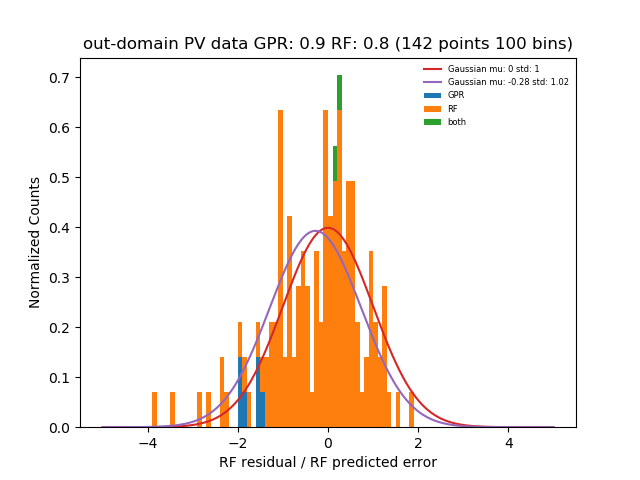 out-domain PV data GPR: 0.9 RF: 0.8 (142 points 100 bins)
Gaussian mu: 0 std: 1
Gaussian mu: -0.28 std: 1.02
GPR
RF
both
Normalized Counts
0.7
0.6
0.5
0.4
0.3
0.2
0.1
0.0
−4 −2 0 2 4
RF residual / RF predicted error